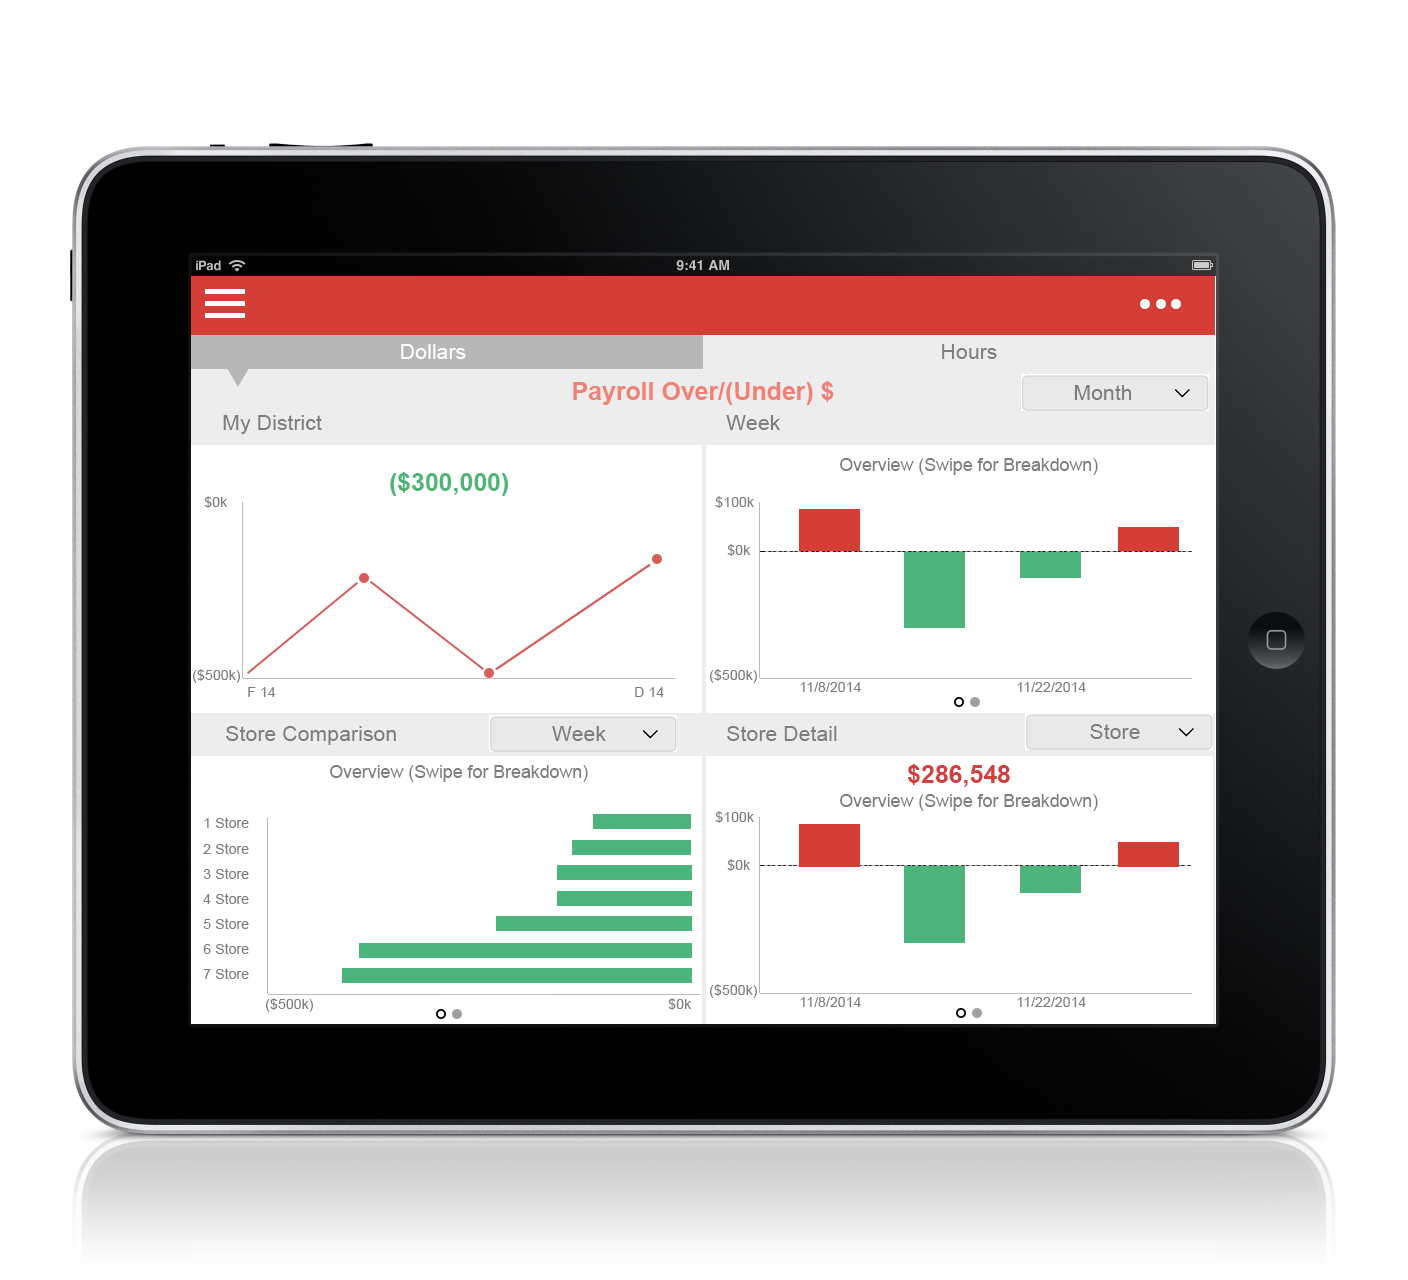 iPad
9:41 AM
Dollars
Hours
Payroll Over/(Under) $
Month
My District
Week
($300,000)
$0k
($500k)
F 14
D 14
Overview (Swipe for Breakdown)
$100k
$0k
($500k)
11/8/2014
11/22/2014
Store Comparison
Week
Overview (Swipe for Breakdown)
1 Store
2 Store
3 Store
4 Store
5 Store
6 Store
7 Store
($500k)
$0k
Store Detail
Store
$286,548
Overview (Swipe for Breakdown)
$100k
$0k
($500k)
11/8/2014
11/22/2014